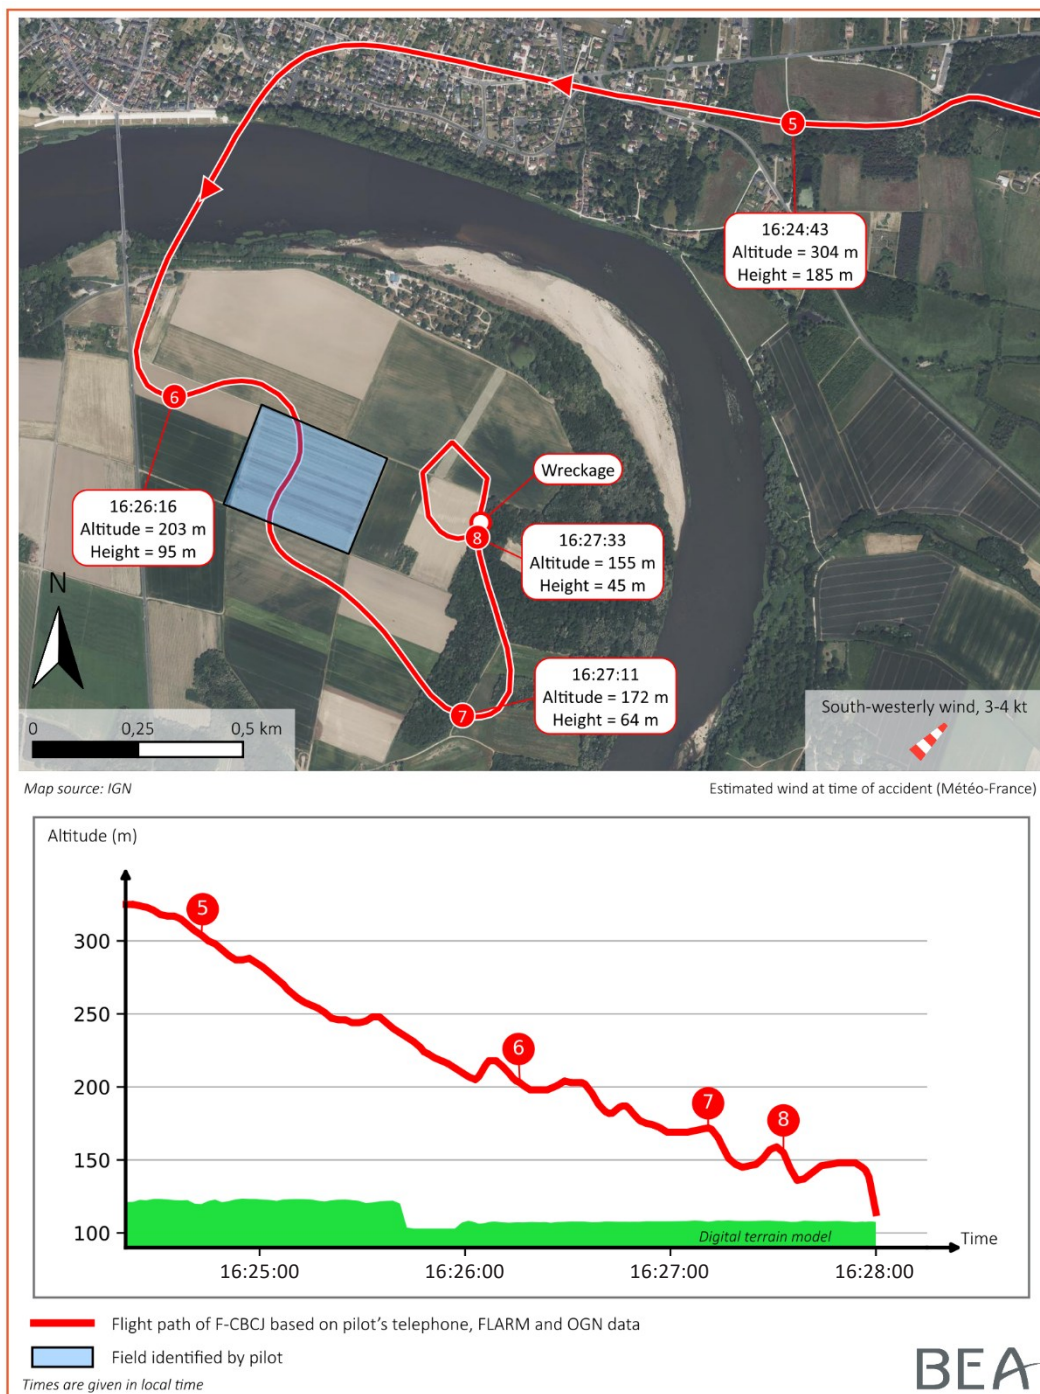 5
16:24:43
Altitude = 304 m
Height = 185 m
6
16:26:16
Altitude = 203 m
Height = 95 m
Wreckage
8
16:27:33
Altitude = 155 m
Height = 45 m
N
16:27:11
Altitude = 172 m
Height = 64 m
7
0
0,25
0,5 km
South-westerly wind, 3-4 kt
Map source: IGN
Estimated wind at time of accident (Météo-France)
Altitude (m)
5
300
250
6
200
7
8
150
100
Digital terrain model
Time
16:25:00
16:26:00
16:27:00
16:28:00
Flight path of F-CBCJ based on pilot's telephone, FLARM and OGN data
Field identified by pilot
Times are given in local time
BEA